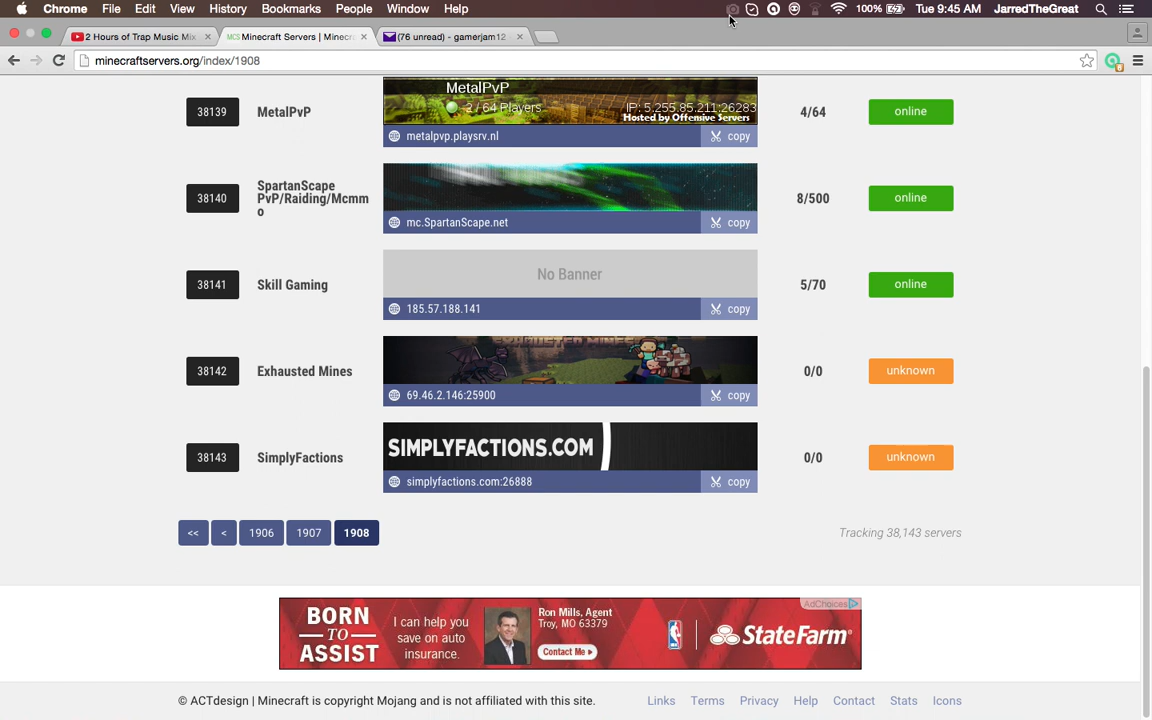 Chrome File Edit View History Bookmarks People Window Help 100% Tue 9:45 AM JarredTheGreat
2 Hours of Trap Music Mix × MCS Minecraft Servers | Minecr × (76 unread) - gamerjam12 ×
minecraftservers.org/index/1908
38139 MetalPvP
MetalPvP
2 / 64 Players IP: 5.255.85.211:26283
Hosted by Offensive Servers
metalpvp.playsrv.nl copy
4/64 online
38140 SpartanScape
PvP/Raiding/Mcmm
o
mc.SpartanScape.net copy
8/500 online
38141 Skill Gaming
No Banner
185.57.188.141 copy
5/70 online
38142 Exhausted Mines
69.46.2.146:25900 copy
0/0 unknown
38143 SimplyFactions
SIMPLYFACTIONS.COM
simplyfactions.com:26888 copy
0/0 unknown
<< < 1906 1907 1908 Tracking 38,143 servers
AdChoices
BORN
TO
ASSIST
I can help you
save on auto
insurance.
Ron Mills, Agent
Troy, MO 63379
Contact Me
NBA
StateFarm
© ACTdesign | Minecraft is copyright Mojang and is not affiliated with this site. Links Terms Privacy Help Contact Stats Icons